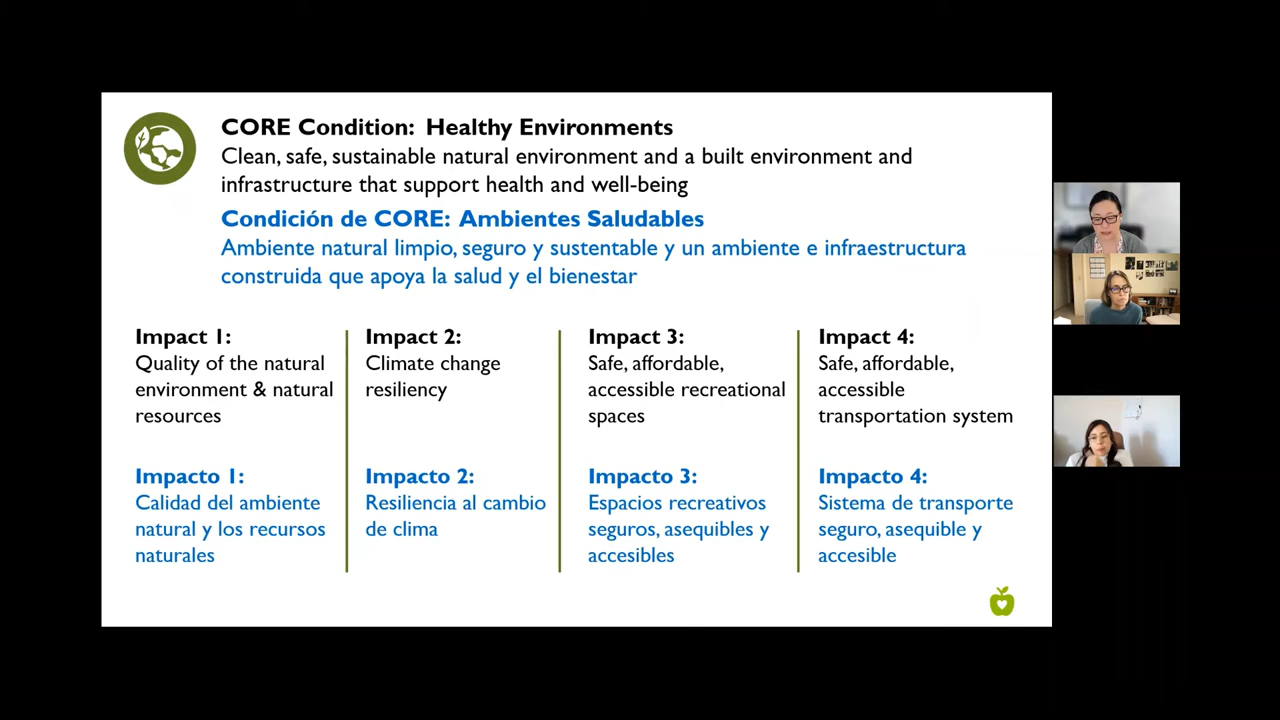 CORE Condition: Healthy Environments
Clean, safe, sustainable natural environment and a built environment and
infrastructure that support health and well-being
Condición de CORE: Ambientes Saludables
Ambiente natural limpio, seguro y sustentable y un ambiente e infraestructura
construida que apoya la salud y el bienestar
Impact 1:
Quality of the natural
environment & natural
resources
Impacto 1:
Calidad del ambiente
natural y los recursos
naturales
Impact 2:
Climate change
resiliency
Impacto 2:
Resiliencia al cambio
de clima
Impact 3:
Safe, affordable,
accessible recreational
spaces
Impacto 3:
Espacios recreativos
seguros, asequibles y
accesibles
Impact 4:
Safe, affordable,
accessible
transportation system
Impacto 4:
Sistema de transporte
seguro, asequible y
accesible